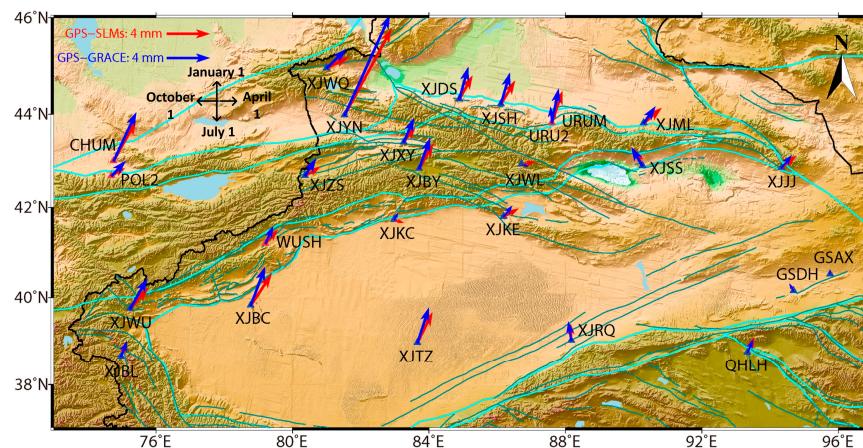 46°N
44°N
42°N
40°N
38°N
GPS−SLMs: 4 mm
GPS−GRACE: 4 mm
January 1
October
1
April
1
July 1
N
XJWQ
XJDS
XJSH
URUM
URU2
XJML
XJYN
CHUM
POL2
XJXY
XJBY
XJZS
XJWL
XJSS
XJJJ
XJKC
XJKE
WUSH
GSAX
GSDH
XJWU
XJBC
XJTZ
XJRQ
XJBL
QHLH
76°E
80°E
84°E
88°E
92°E
96°E